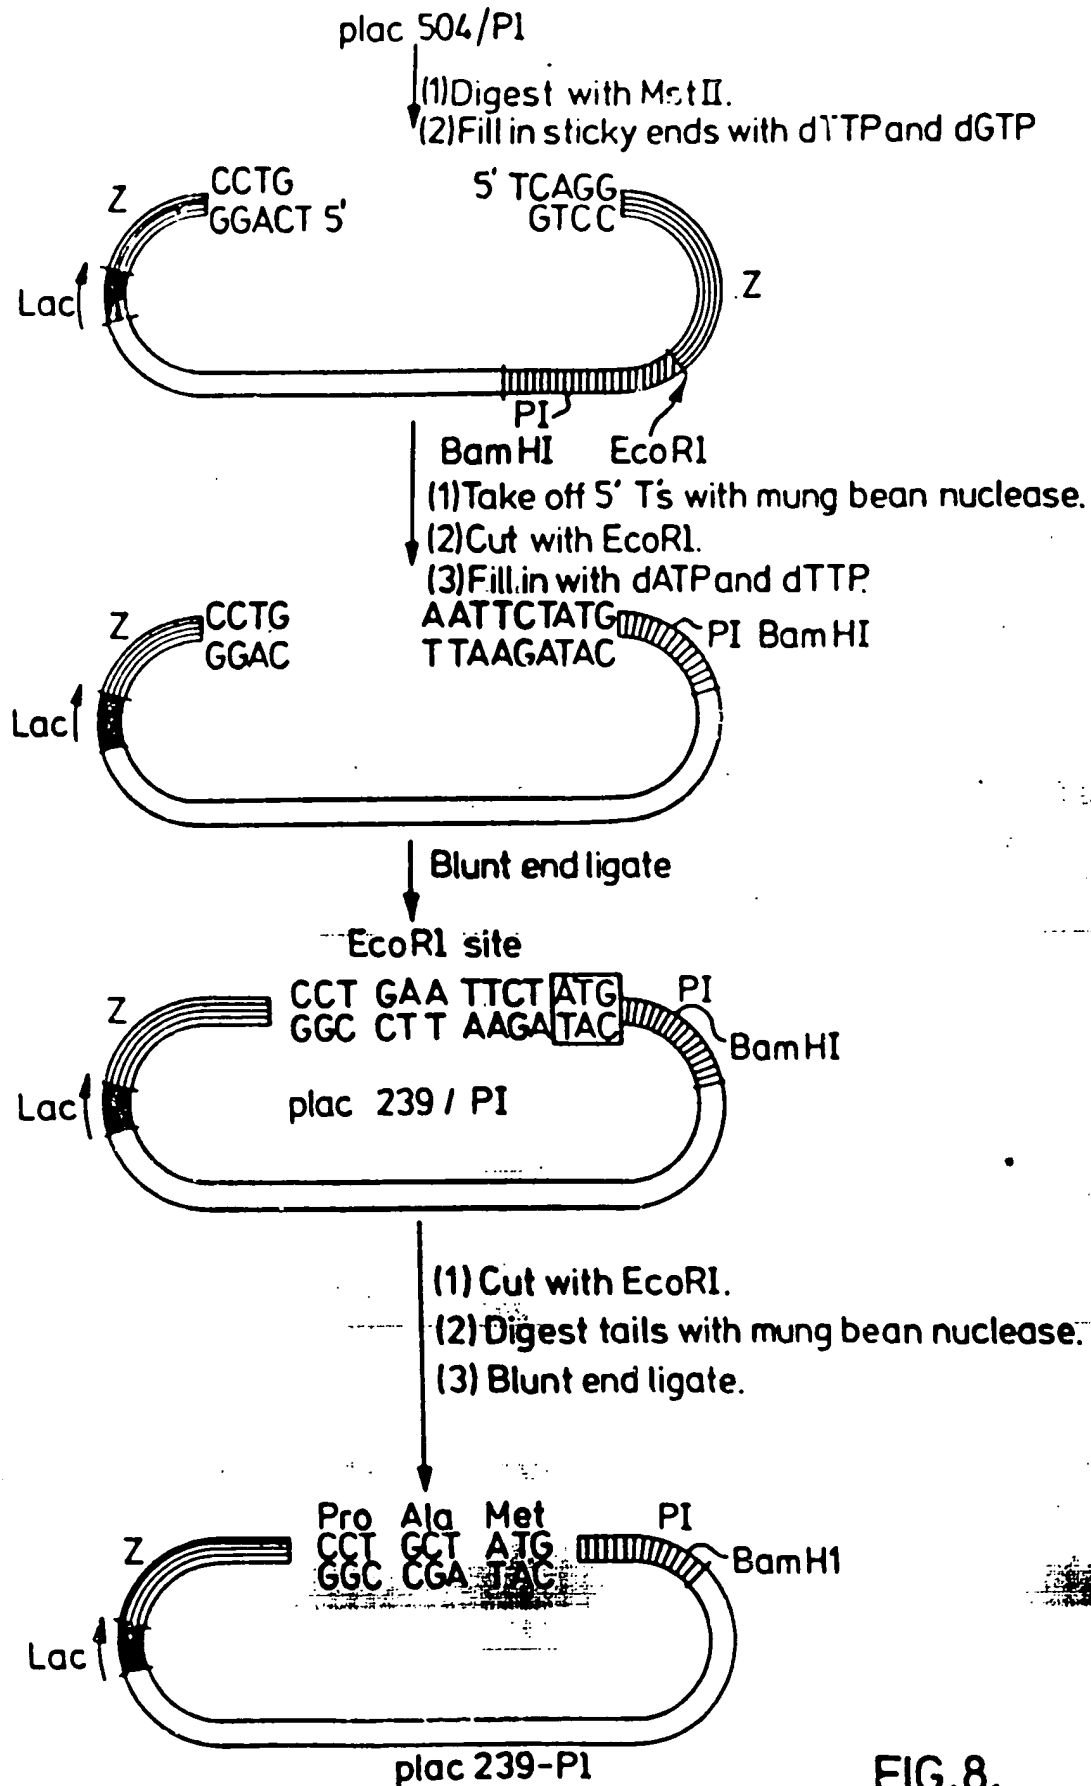 plac 504/P1
(1)Digest with MstII.
(2)Fill in sticky ends with dTTP and dGTP
CCTG
5' TCAGG
Z
GGACT 5'
GTCC
Z
Lac
PI
BamHI EcoR1
(1)Take off 5' T's with mung bean nuclease.
(2)Cut with EcoR1.
(3)Fill in with dATP and dTTP.
Z
CCTG
AATTCTATG
PI BamHI
GGAC
TTAAGATAC
Lac
Blunt end ligate
EcoR1 site
Z
CCT GAA TTCT ATG
PI
GGC CTT AAGA TAC
BamHI
Lac
plac 239 / PI
(1) Cut with EcoRI.
(2) Digest tails with mung bean nuclease.
(3) Blunt end ligate.
Pro Ala Met
PI
Z
CCT GCT ATG
BamH1
GGC CGA TAC
Lac
plac 239-P1
FIG.8.